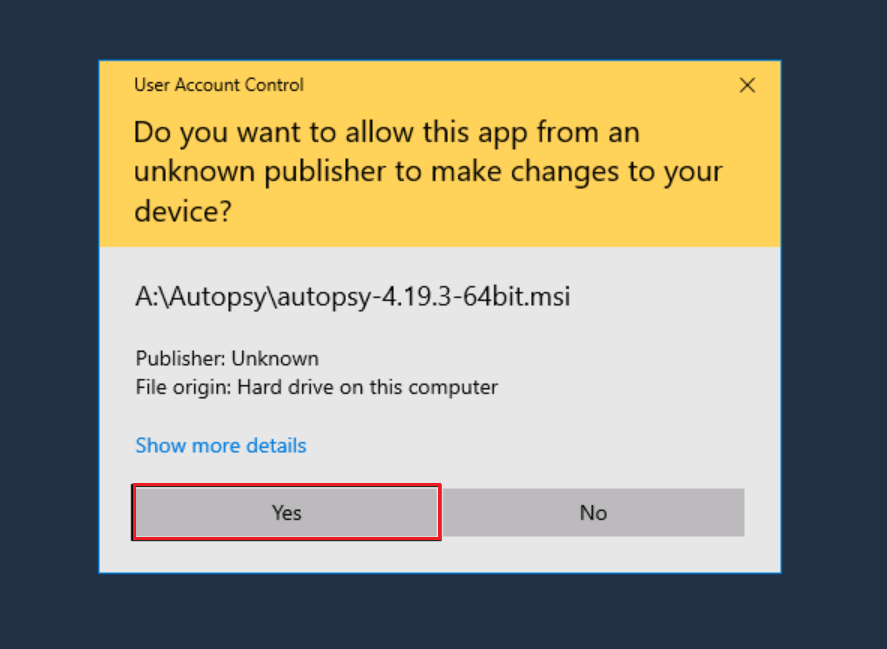 User Account Control
Do you want to allow this app from an
unknown publisher to make changes to your
device?
A:\Autopsy\autopsy-4.19.3-64bit.msi
Publisher: Unknown
File origin: Hard drive on this computer
Show more details
Yes
No